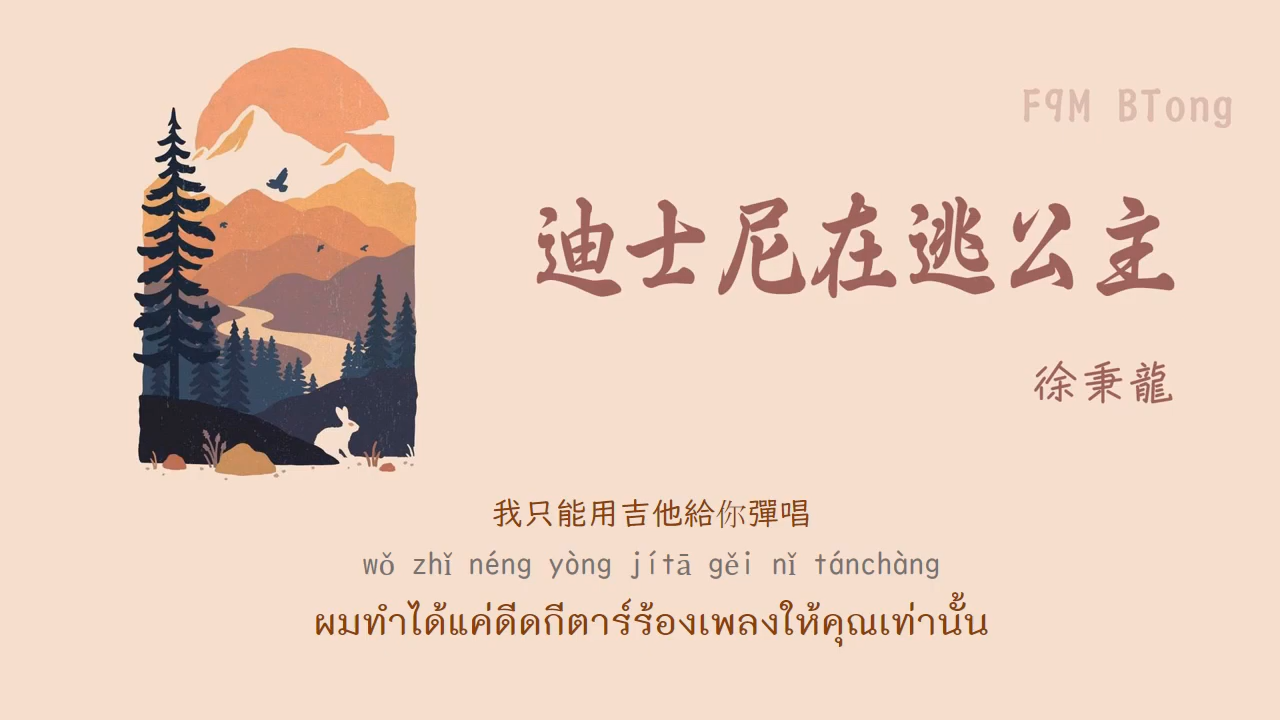 F9M BTong
迪士尼在逃公主
徐秉龍
我只能用吉他給你彈唱
wǒ zhǐ néng yòng jítā gěi nǐ tánchàng
ผมทำได้แค่ดีดกีตาร์ร้องเพลงให้คุณเท่านั้น